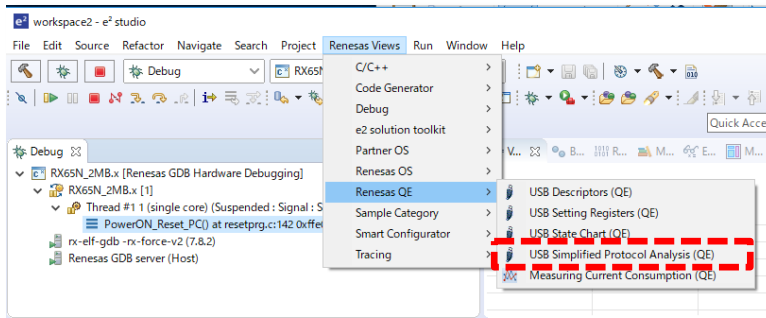 e² workspace2 - e² studio
File Edit Source Refactor Navigate Search Project Renesas Views Run Window Help
Debug
Quick Acce
Debug
V... B... R... M... E... M...
RX65N_2MB.x [Renesas GDB Hardware Debugging]
RX65N_2MB.x [1]
Thread #1 1 (single core) (Suspended : Signal : S
PowerON_Reset_PC() at resetprg.c:142 0xffe
rx-elf-gdb -rx-force-v2 (7.8.2)
Renesas GDB server (Host)
C/C++
Code Generator
Debug
e2 solution toolkit
Partner OS
Renesas OS
Renesas QE
Sample Category
Smart Configurator
Tracing
USB Descriptors (QE)
USB Setting Registers (QE)
USB State Chart (QE)
USB Simplified Protocol Analysis (QE)
Measuring Current Consumption (QE)